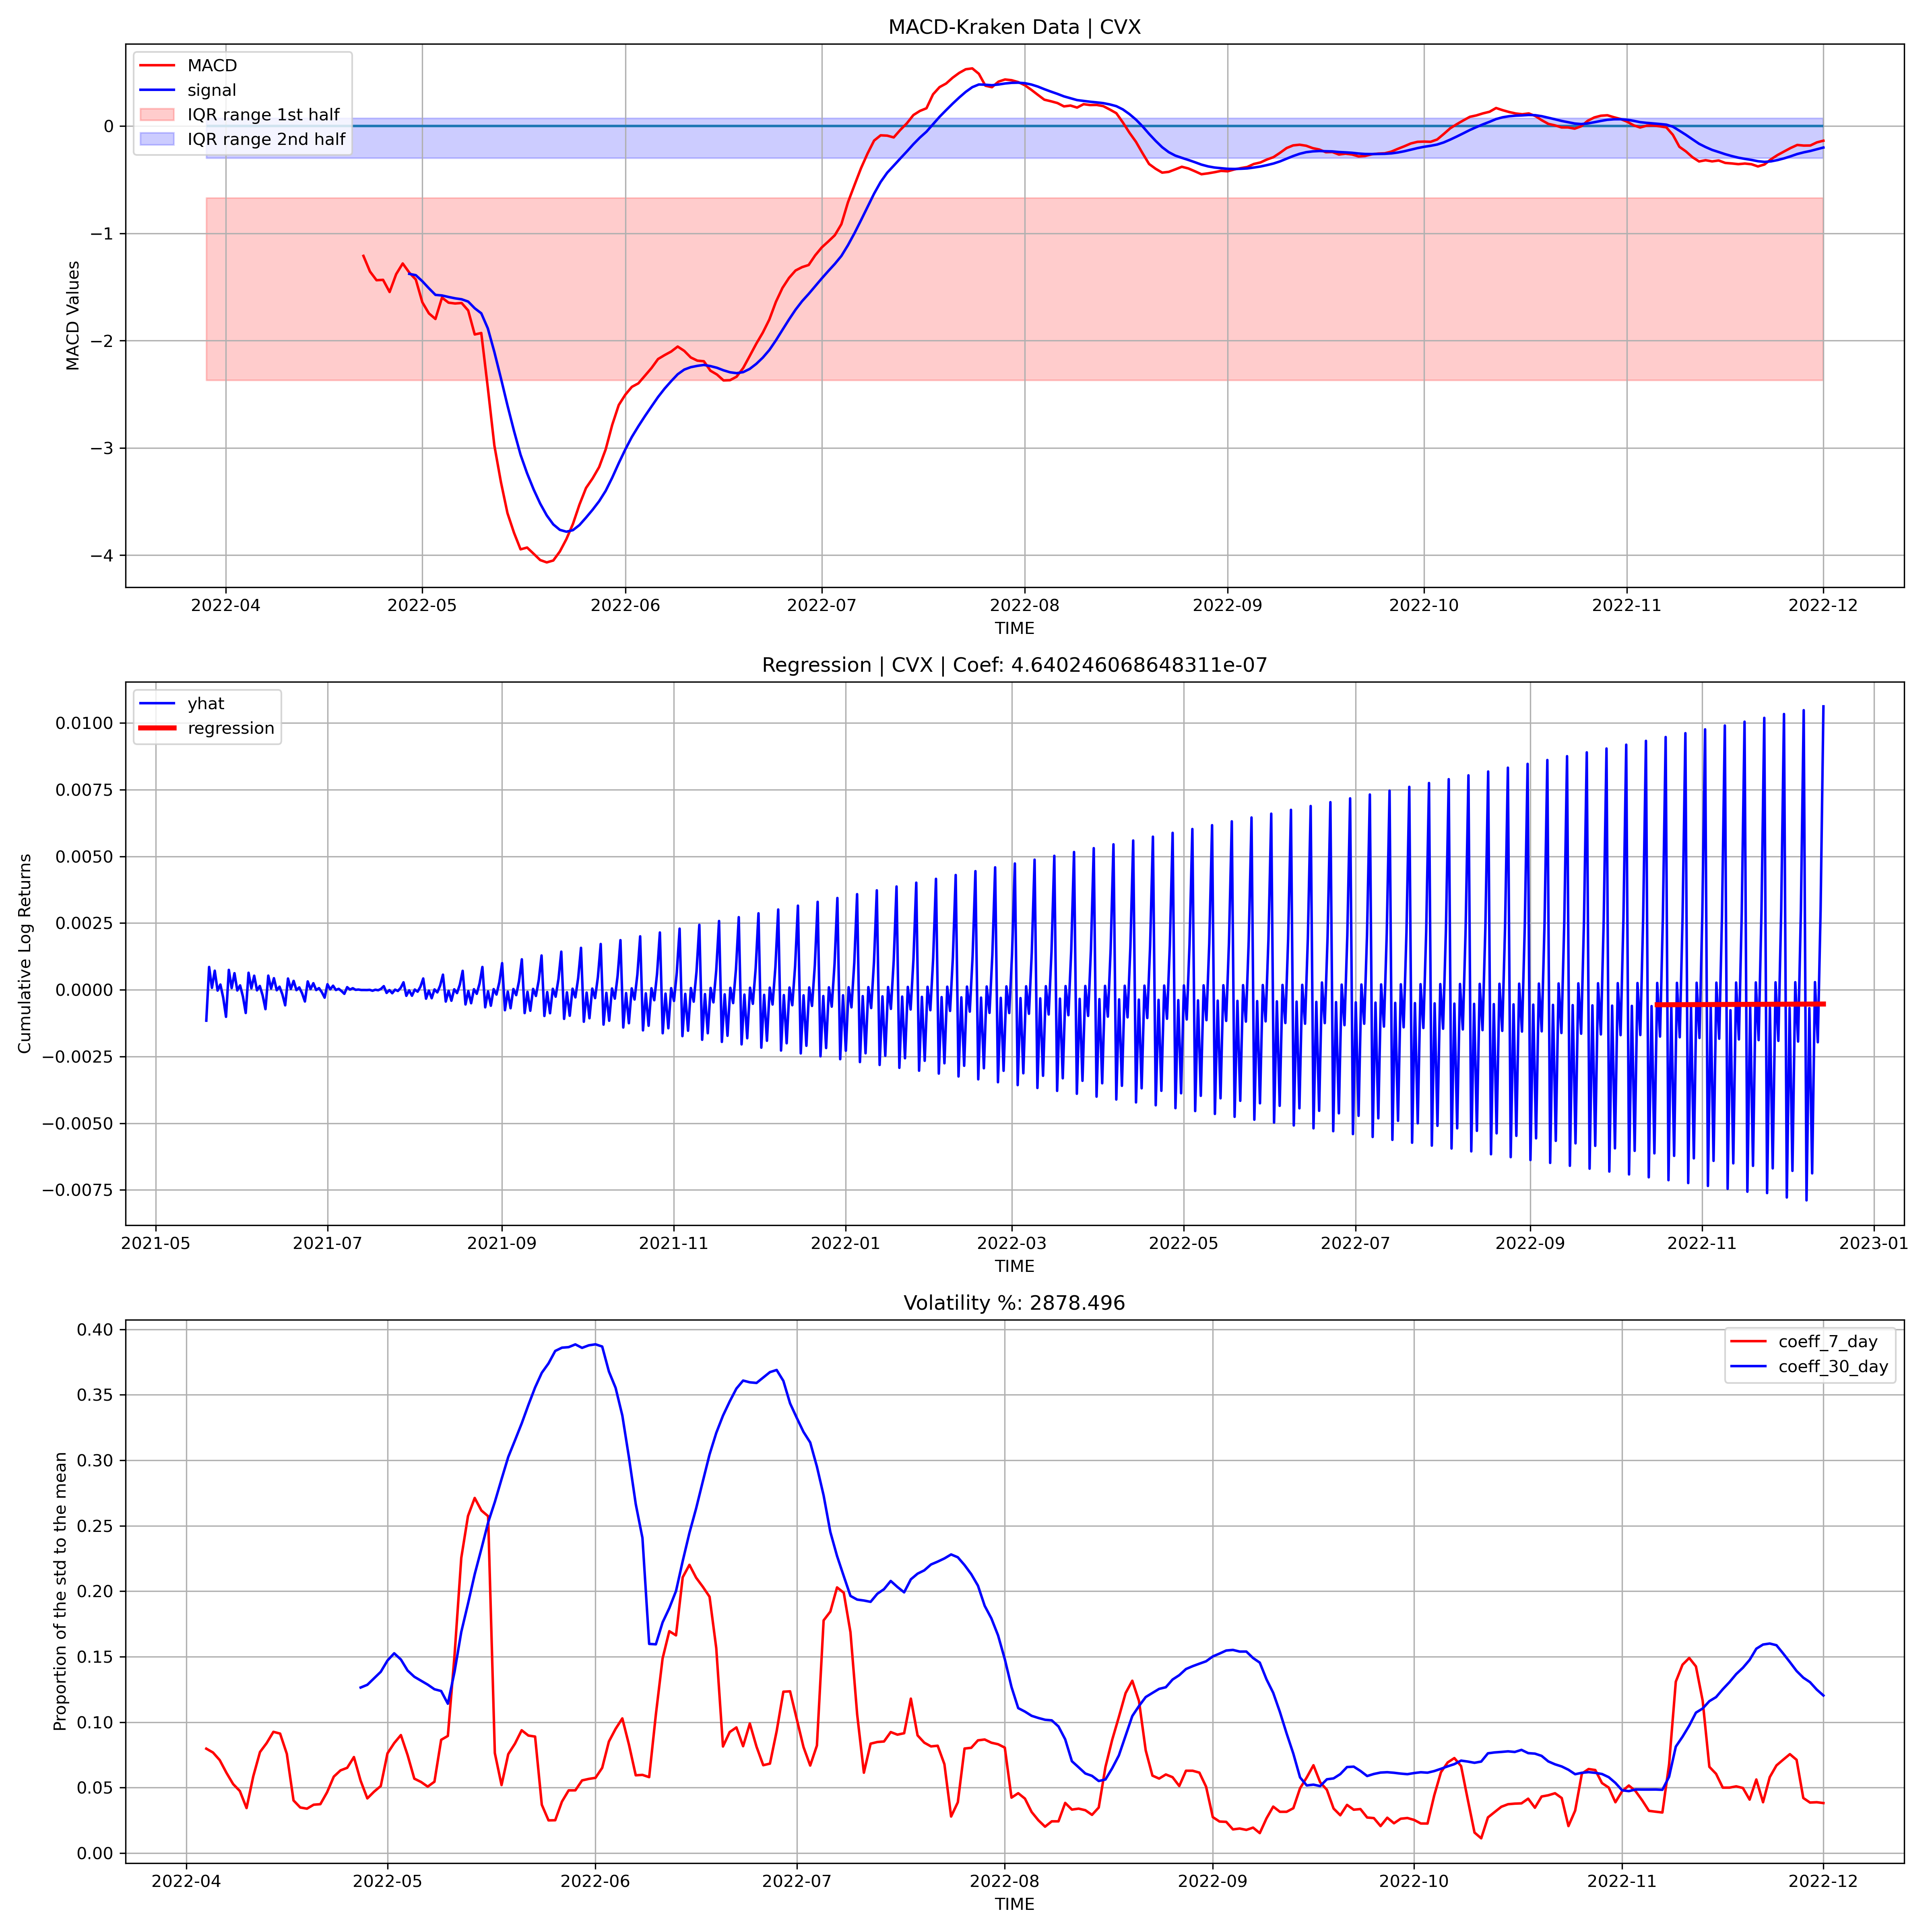 MACD-Kraken Data | CVX
MACD
signal
IQR range 1st half
IQR range 2nd half
0
−1
−2
−3
−4
MACD Values
2022-04 2022-05 2022-06 2022-07 2022-08 2022-09 2022-10 2022-11 2022-12
TIME
Regression | CVX | Coef: 4.640246068648311e-07
yhat
regression
0.0100
0.0075
0.0050
0.0025
0.0000
−0.0025
−0.0050
−0.0075
Cumulative Log Returns
2021-05 2021-07 2021-09 2021-11 2022-01 2022-03 2022-05 2022-07 2022-09 2022-11 2023-01
TIME
Volatility %: 2878.496
coeff_7_day
coeff_30_day
0.40
0.35
0.30
0.25
0.20
0.15
0.10
0.05
0.00
Proportion of the std to the mean
2022-04 2022-05 2022-06 2022-07 2022-08 2022-09 2022-10 2022-11 2022-12
TIME